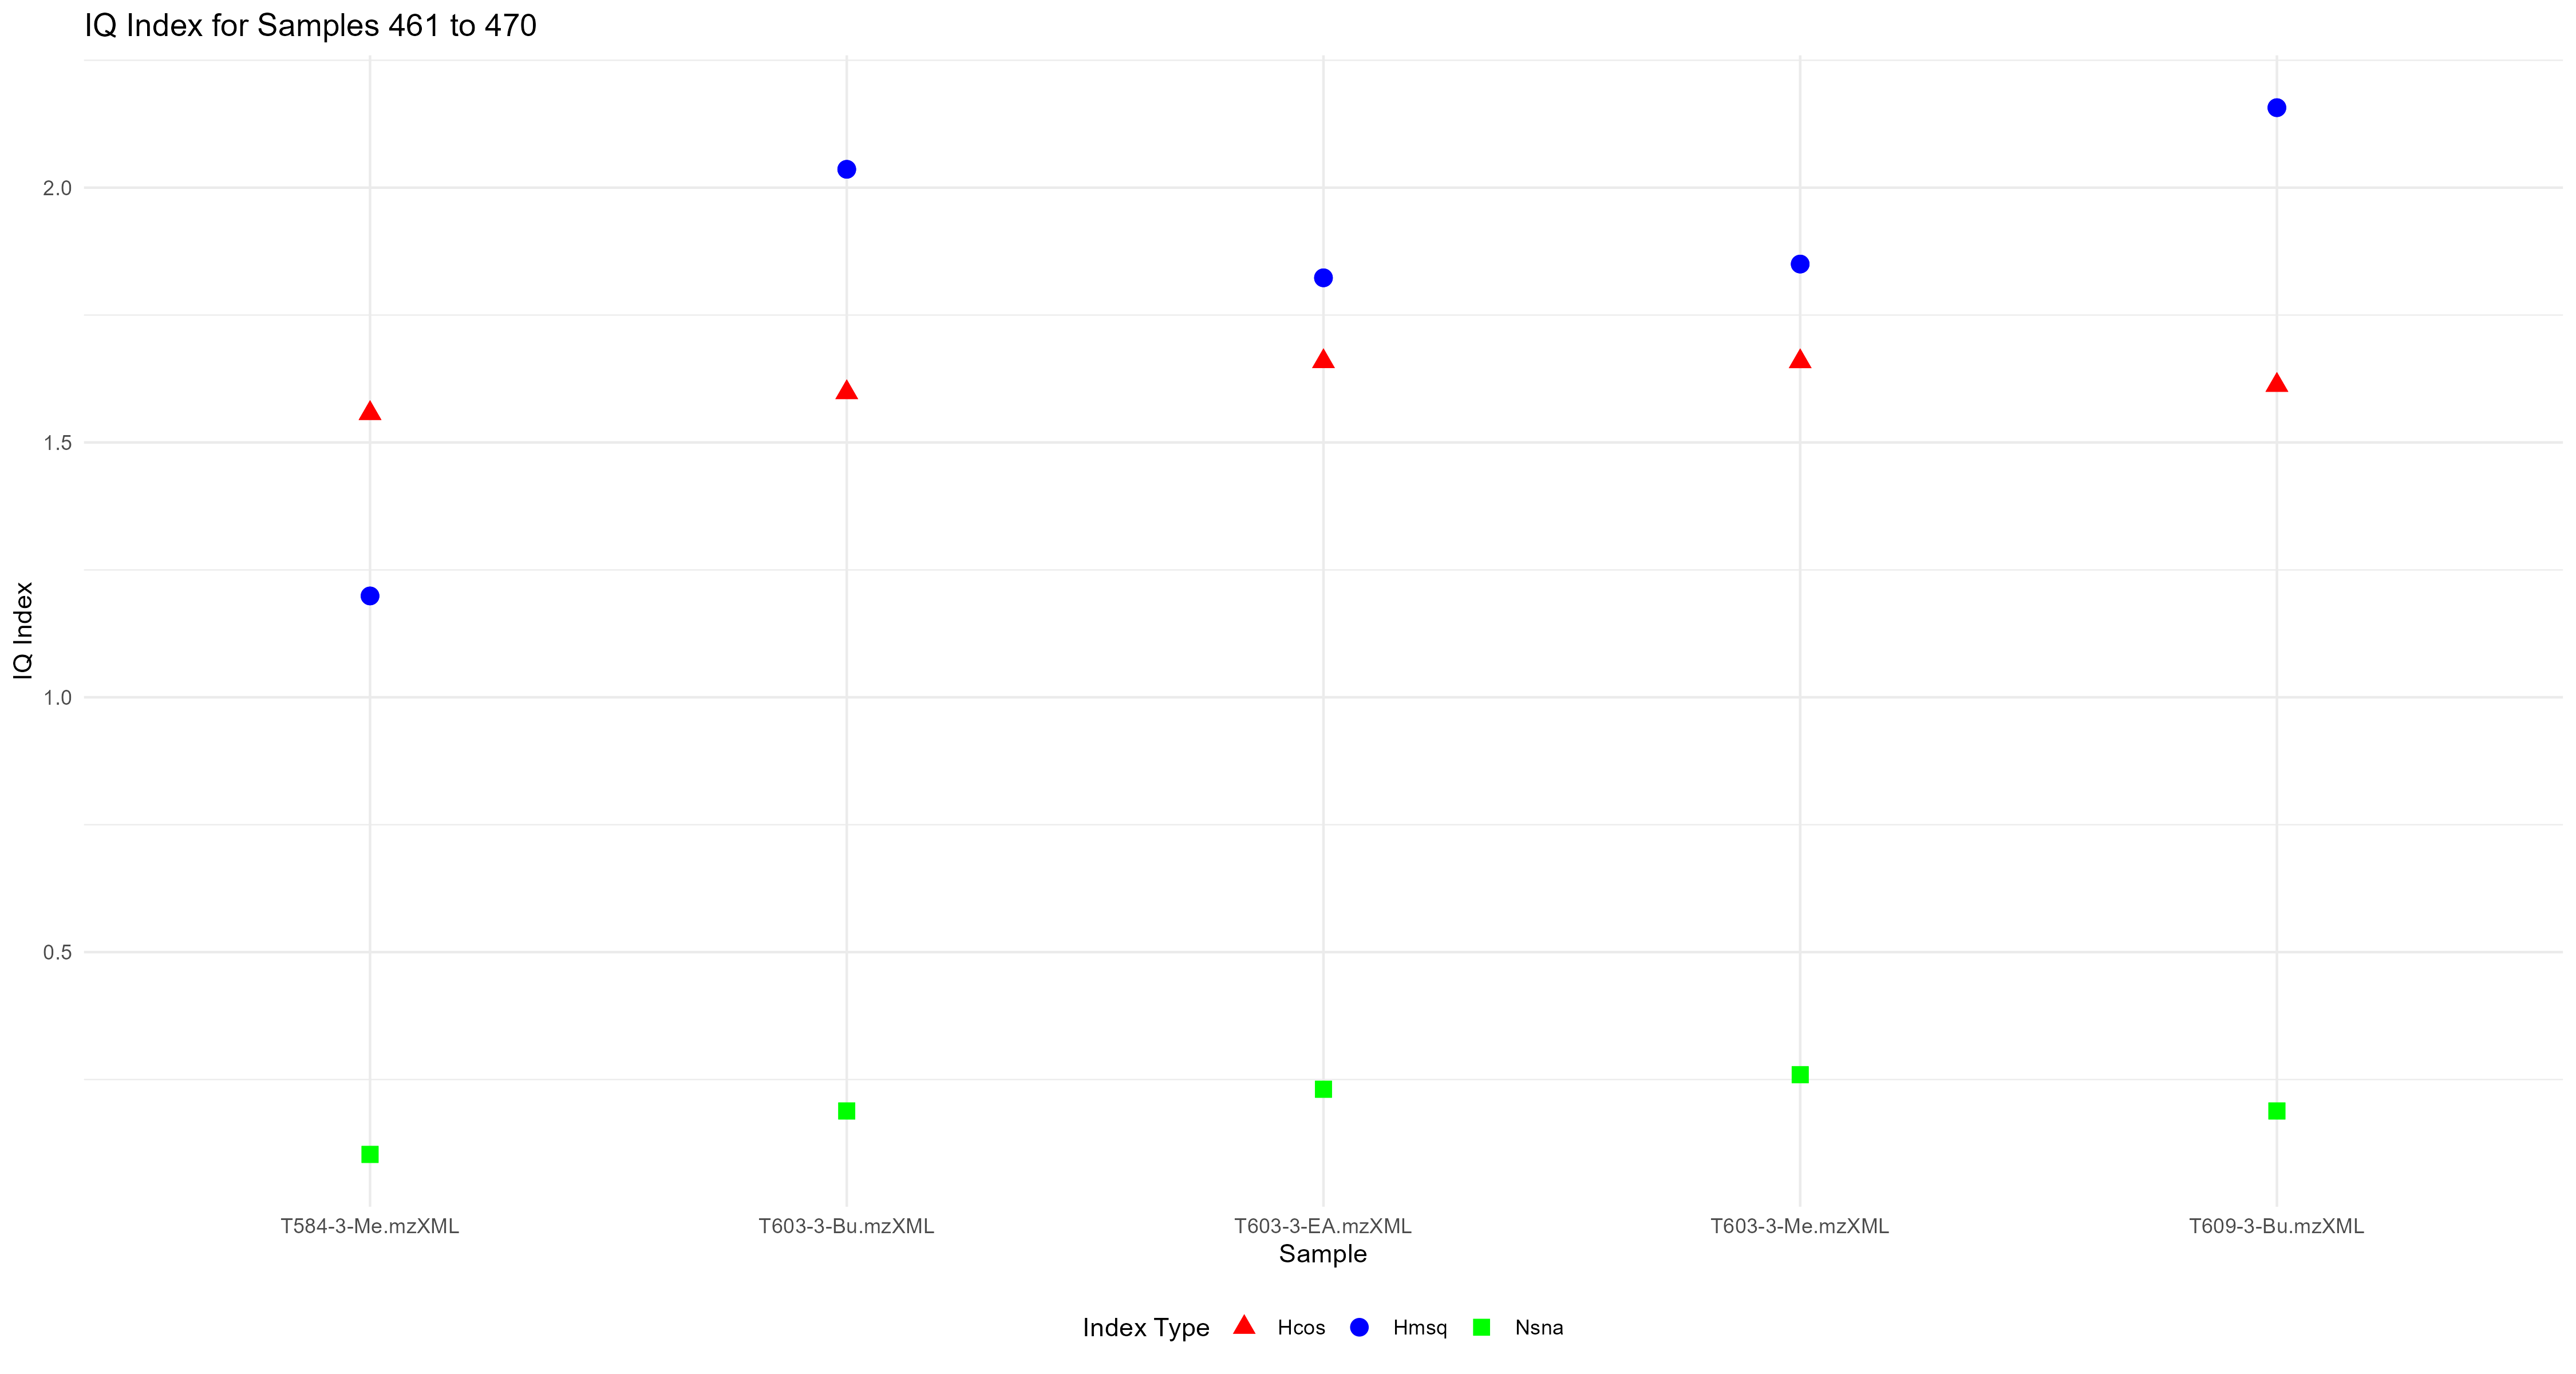 IQ Index for Samples 461 to 470
2.0
1.5
1.0
0.5
IQ Index
T584-3-Me.mzXML T603-3-Bu.mzXML T603-3-EA.mzXML T603-3-Me.mzXML T609-3-Bu.mzXML
Sample
Index Type Hcos Hmsq Nsna